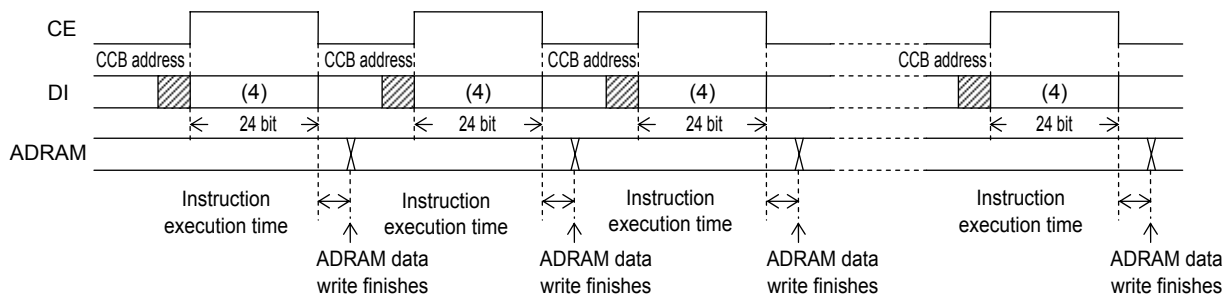 CE
CCB address CCB address CCB address CCB address
DI (4) (4) (4) (4)
24 bit 24 bit 24 bit 24 bit
ADRAM
Instruction Instruction Instruction Instruction
execution time execution time execution time execution time
ADRAM data ADRAM data ADRAM data ADRAM data
write finishes write finishes write finishes write finishes